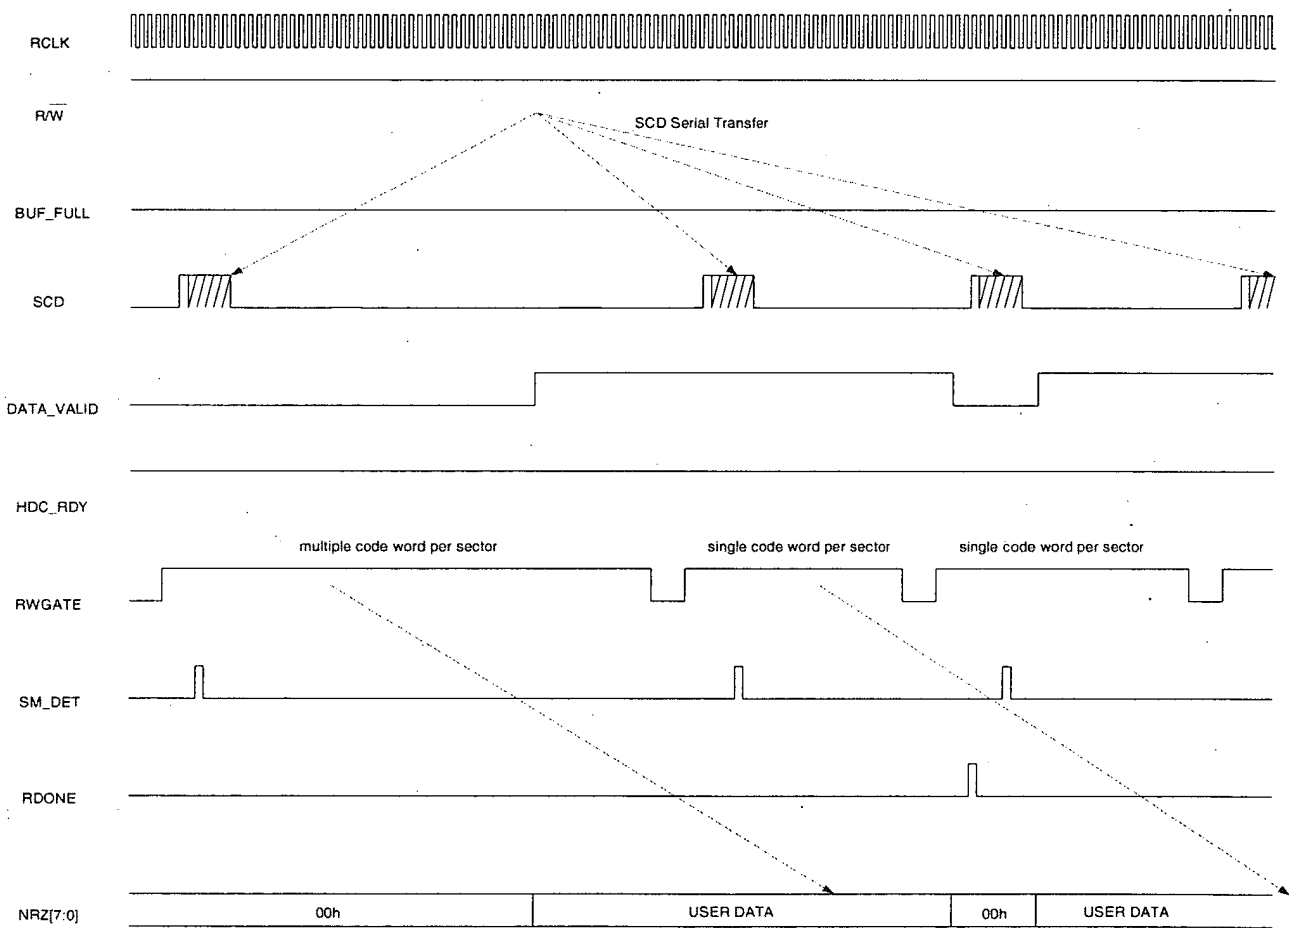 RCLK
R/W
SCD Serial Transfer
BUF_FULL
SCD
DATA_VALID
HDC_RDY
multiple code word per sector single code word per sector single code word per sector
RWGATE
SM_DET
RDONE
NRZ[7:0] 00h USER DATA 00h USER DATA